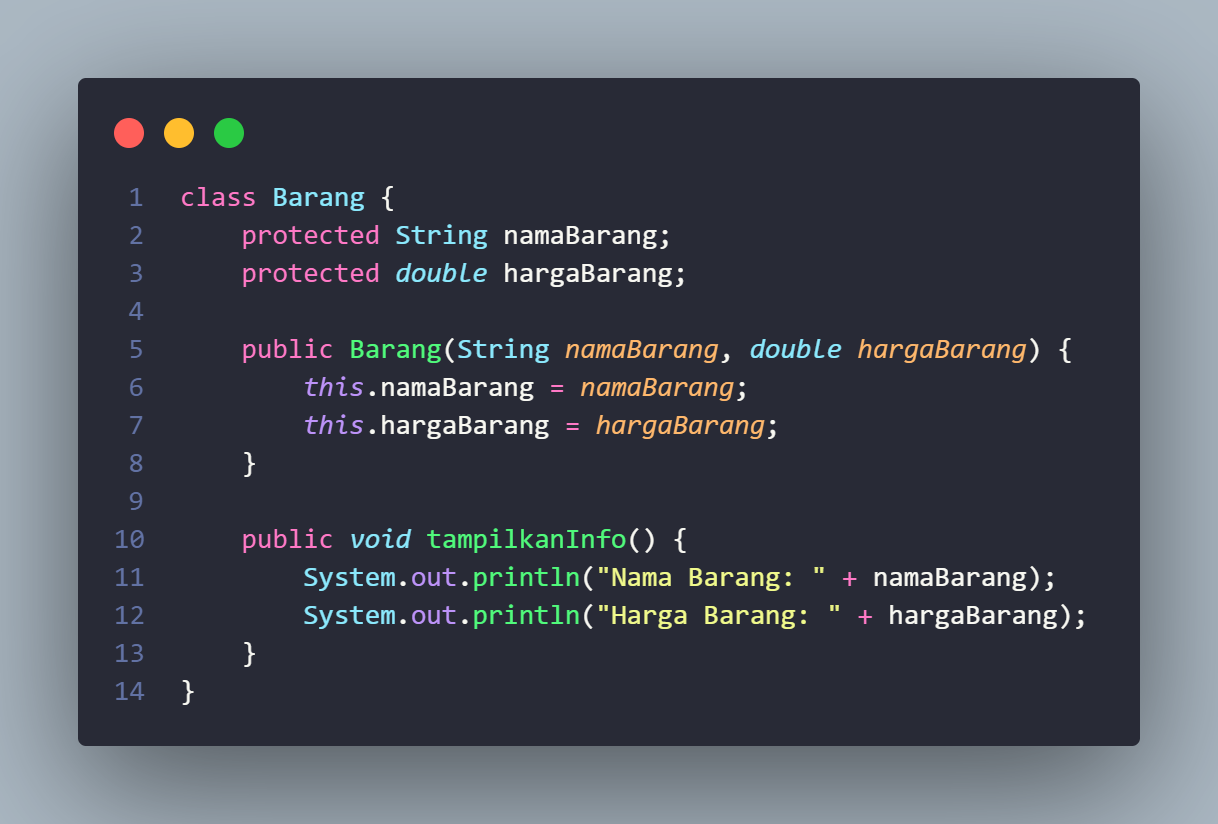 1 class Barang {
2     protected String namaBarang;
3     protected double hargaBarang;
4
5     public Barang(String namaBarang, double hargaBarang) {
6         this.namaBarang = namaBarang;
7         this.hargaBarang = hargaBarang;
8     }
9
10     public void tampilkanInfo() {
11         System.out.println("Nama Barang: " + namaBarang);
12         System.out.println("Harga Barang: " + hargaBarang);
13     }
14 }